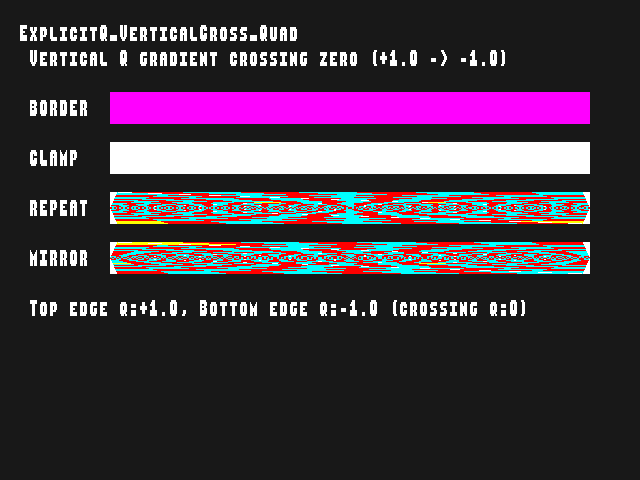 ExplicitQ_VerticalCross_Quad
Vertical Q gradient crossing zero (+1.0 -> -1.0)
BORDER
CLAMP
REPEAT
MIRROR
Top edge q:+1.0, Bottom edge q:-1.0 (crossing q:0)